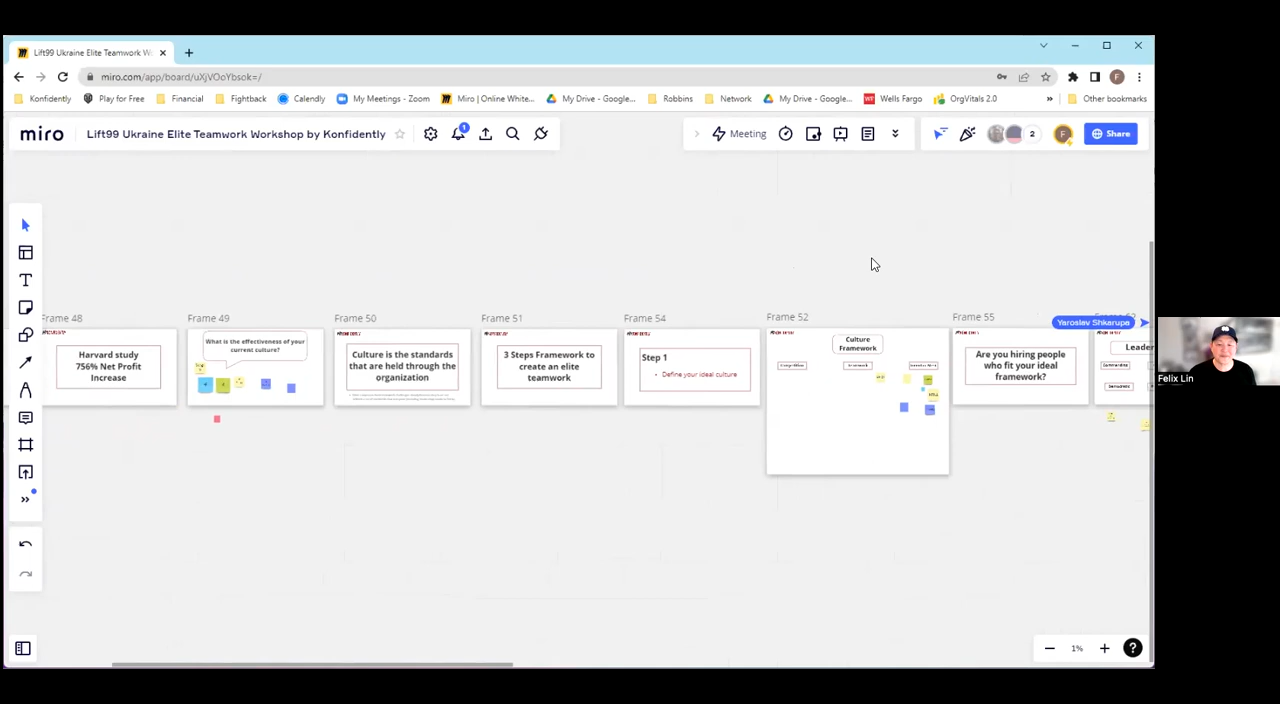 Lift99 Ukraine Elite Teamwork W
miro.com/app/board/uXjVOoYbsok=/
F
Konfidently
Play for Free
Financial
Fightback
Calendly
My Meetings - Zoom
Miro | Online White...
My Drive - Google...
Robbins
Network
My Drive - Google...
WF
Wells Fargo
OrgVitals 2.0
Other bookmarks
miro
Lift99 Ukraine Elite Teamwork Workshop by Konfidently
1
Meeting
2
F
Share
Frame 48
Frame 49
Frame 50
Frame 51
Frame 54
Frame 52
Frame 55
Yaroslav Shkarupa
Harvard study
756% Net Profit
Increase
What is the effectiveness of your
current culture?
Culture is the standards
that are held through the
organization
3 Steps Framework to
create an elite
teamwork
Step 1
• Define your ideal culture
Culture
Framework
Are you hiring people
who fit your ideal
framework?
Leader
Felix Lin
1%